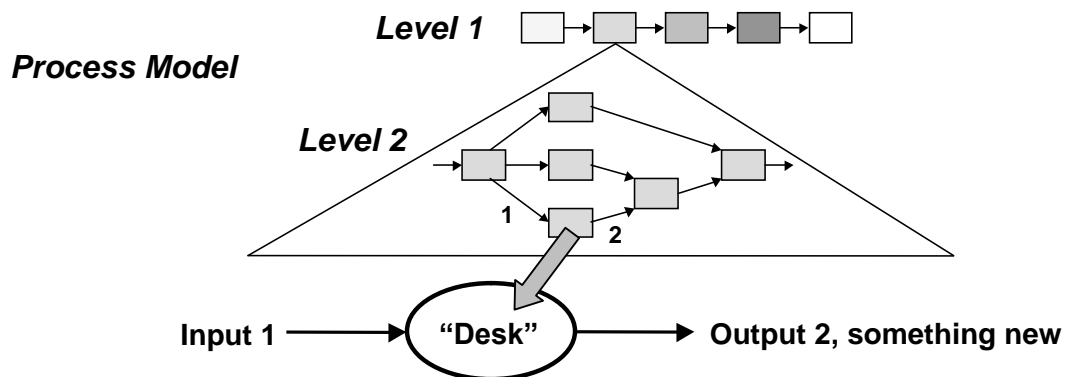 Level 1
Process Model
Level 2
1
2
Input 1
“Desk”
Output 2, something new